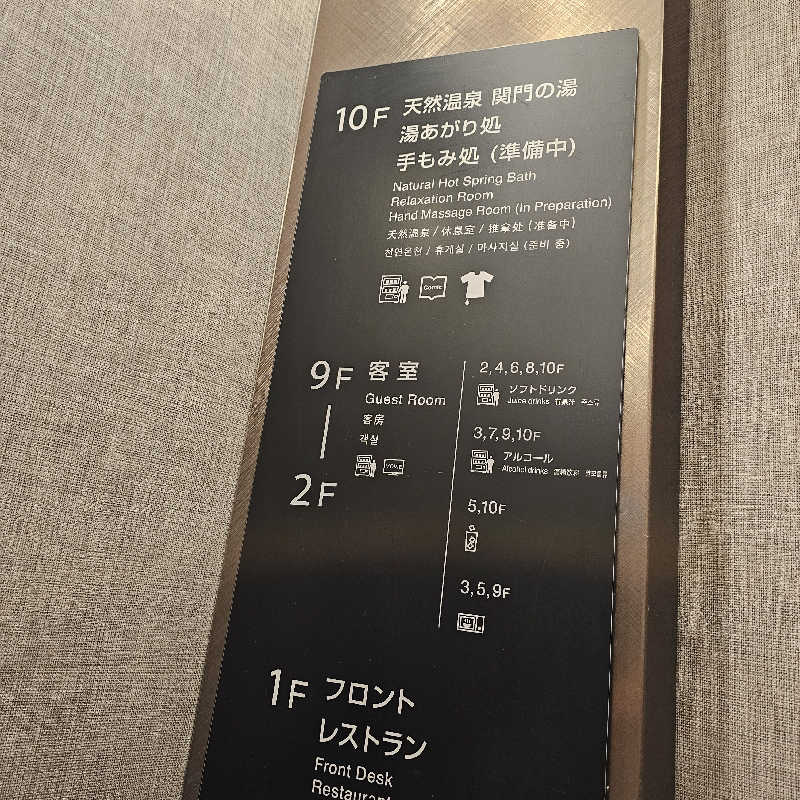 10F
天然温泉 関門の湯
湯あがり処
手もみ処 (準備中)
Natural Hot Spring Bath
Relaxation Room
Hand Massage Room (In Preparation)
天然温泉 / 休息室 / 推拿处 (准备中)
천연온천 / 휴게실 / 마사지실 (준비 중)
Comic
9F
客室
Guest Room
客房
객실
2F
2,4,6,8,10F
ソフトドリンク
Juice drinks
3,7,9,10F
アルコール
Alcohol drinks
5,10F
3,5,9F
1F
フロント
レストラン
Front Desk
Restaurant